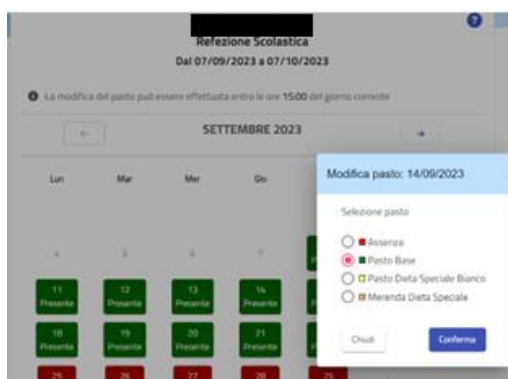 ?
Refezione Scolastica
Dal 07/09/2023 a 07/10/2023
La modifica del pasto può essere effettuata entro le ore 15:00 del giorno corrente
SETTEMBRE 2023
Lun Mar Mer Gio
4 5 6 7
11 12 13 14
Presente Presente Presente Presente
18 19 20 21
Presente Presente Presente Presente
25 26 27 28 29
Modifica pasto: 14/09/2023
Selezione pasto
Assenza
Pasto Base
Pasto Dieta Speciale Bianco
Merenda Dieta Speciale
Chiudi Conferma